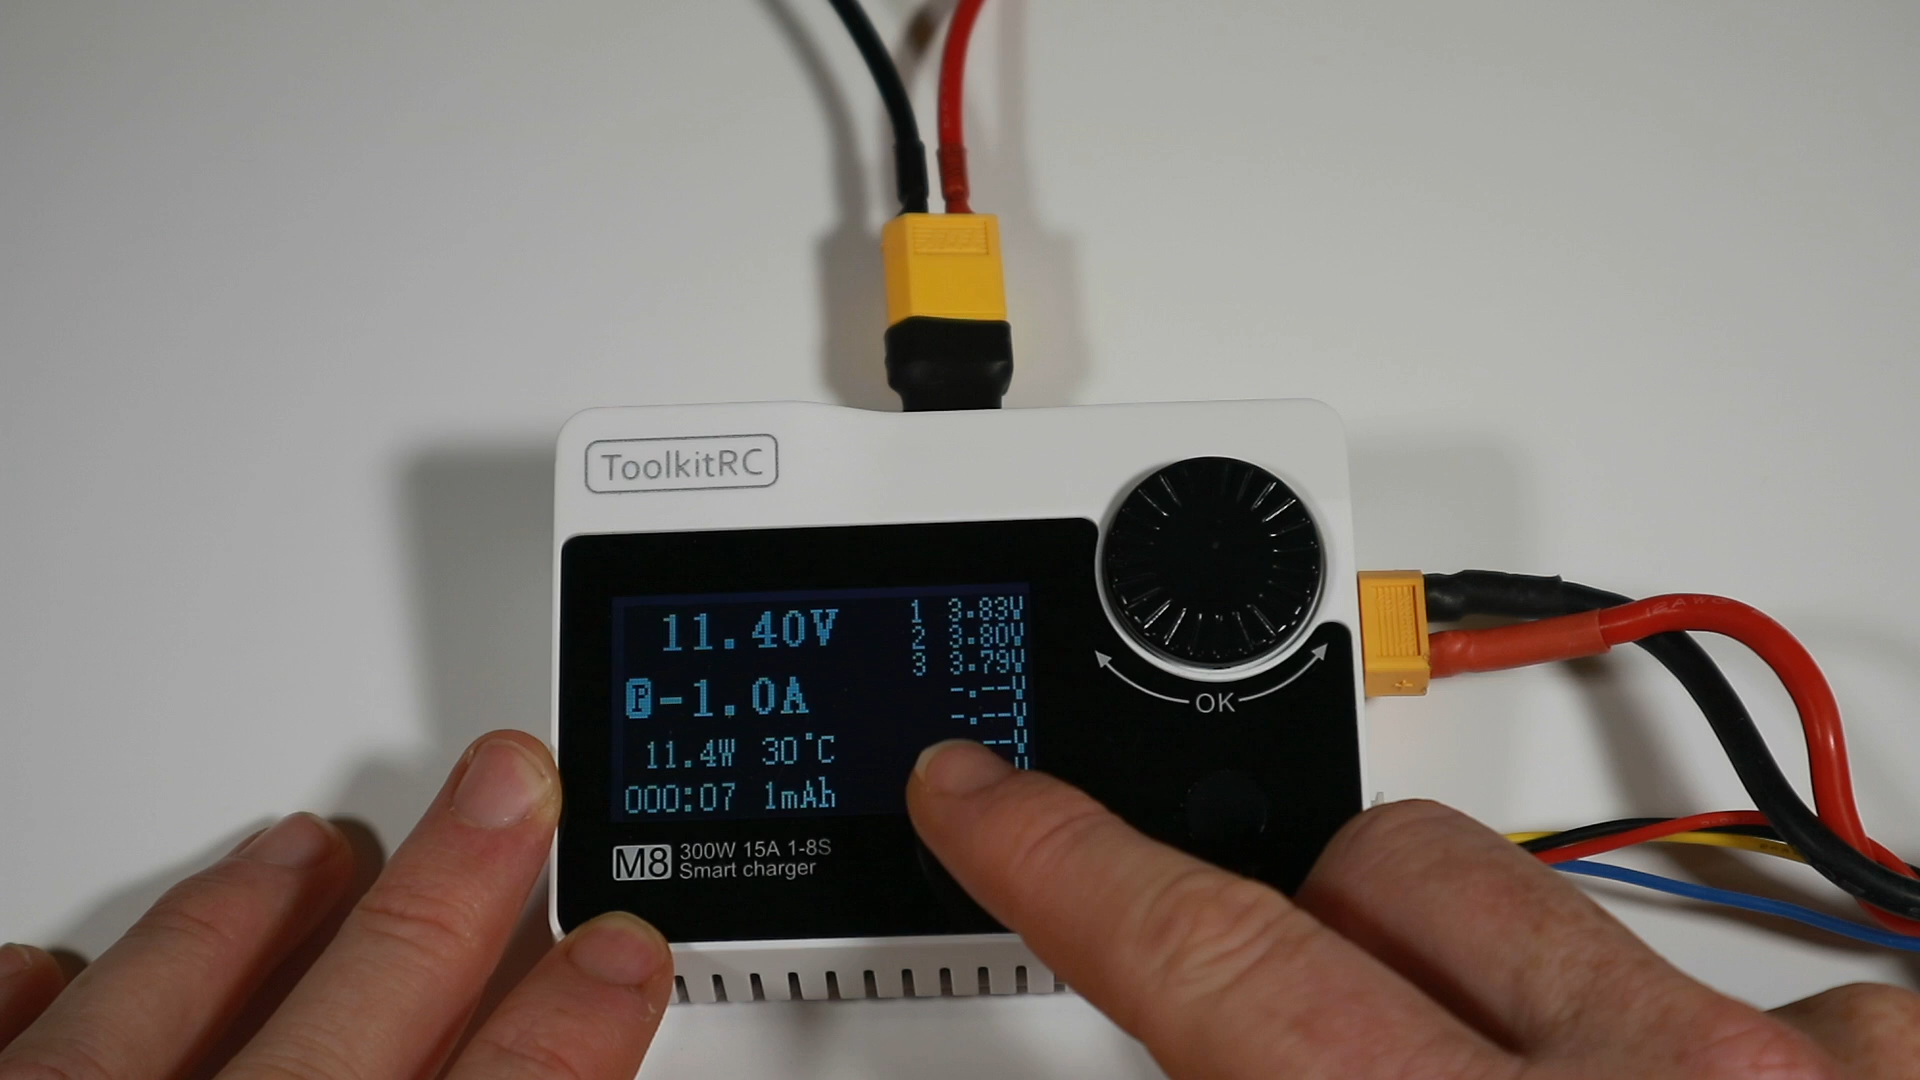 ToolkitRC
11.40V
1 3.83V
2 3.80V
3 3.79V
-.--V
-.--V
--V
-1.0A
11.4W 30°C
000:07 1mAh
OK
M8 300W 15A 1-8S
Smart charger